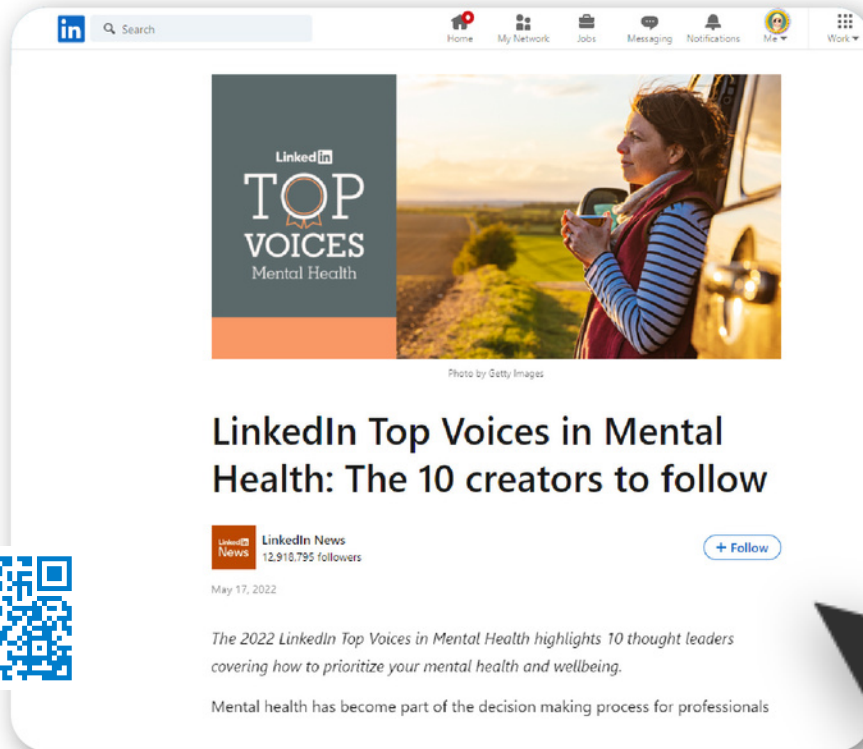 in Search Home My Network Jobs Messaging Notifications Me Work
Linked in
TOP
VOICES
Mental Health
Photo by Getty Images
LinkedIn Top Voices in Mental
Health: The 10 creators to follow
Linked in
News
LinkedIn News
12,918,795 followers
+ Follow
May 17, 2022
The 2022 LinkedIn Top Voices in Mental Health highlights 10 thought leaders
covering how to prioritize your mental health and wellbeing.
Mental health has become part of the decision making process for professionals